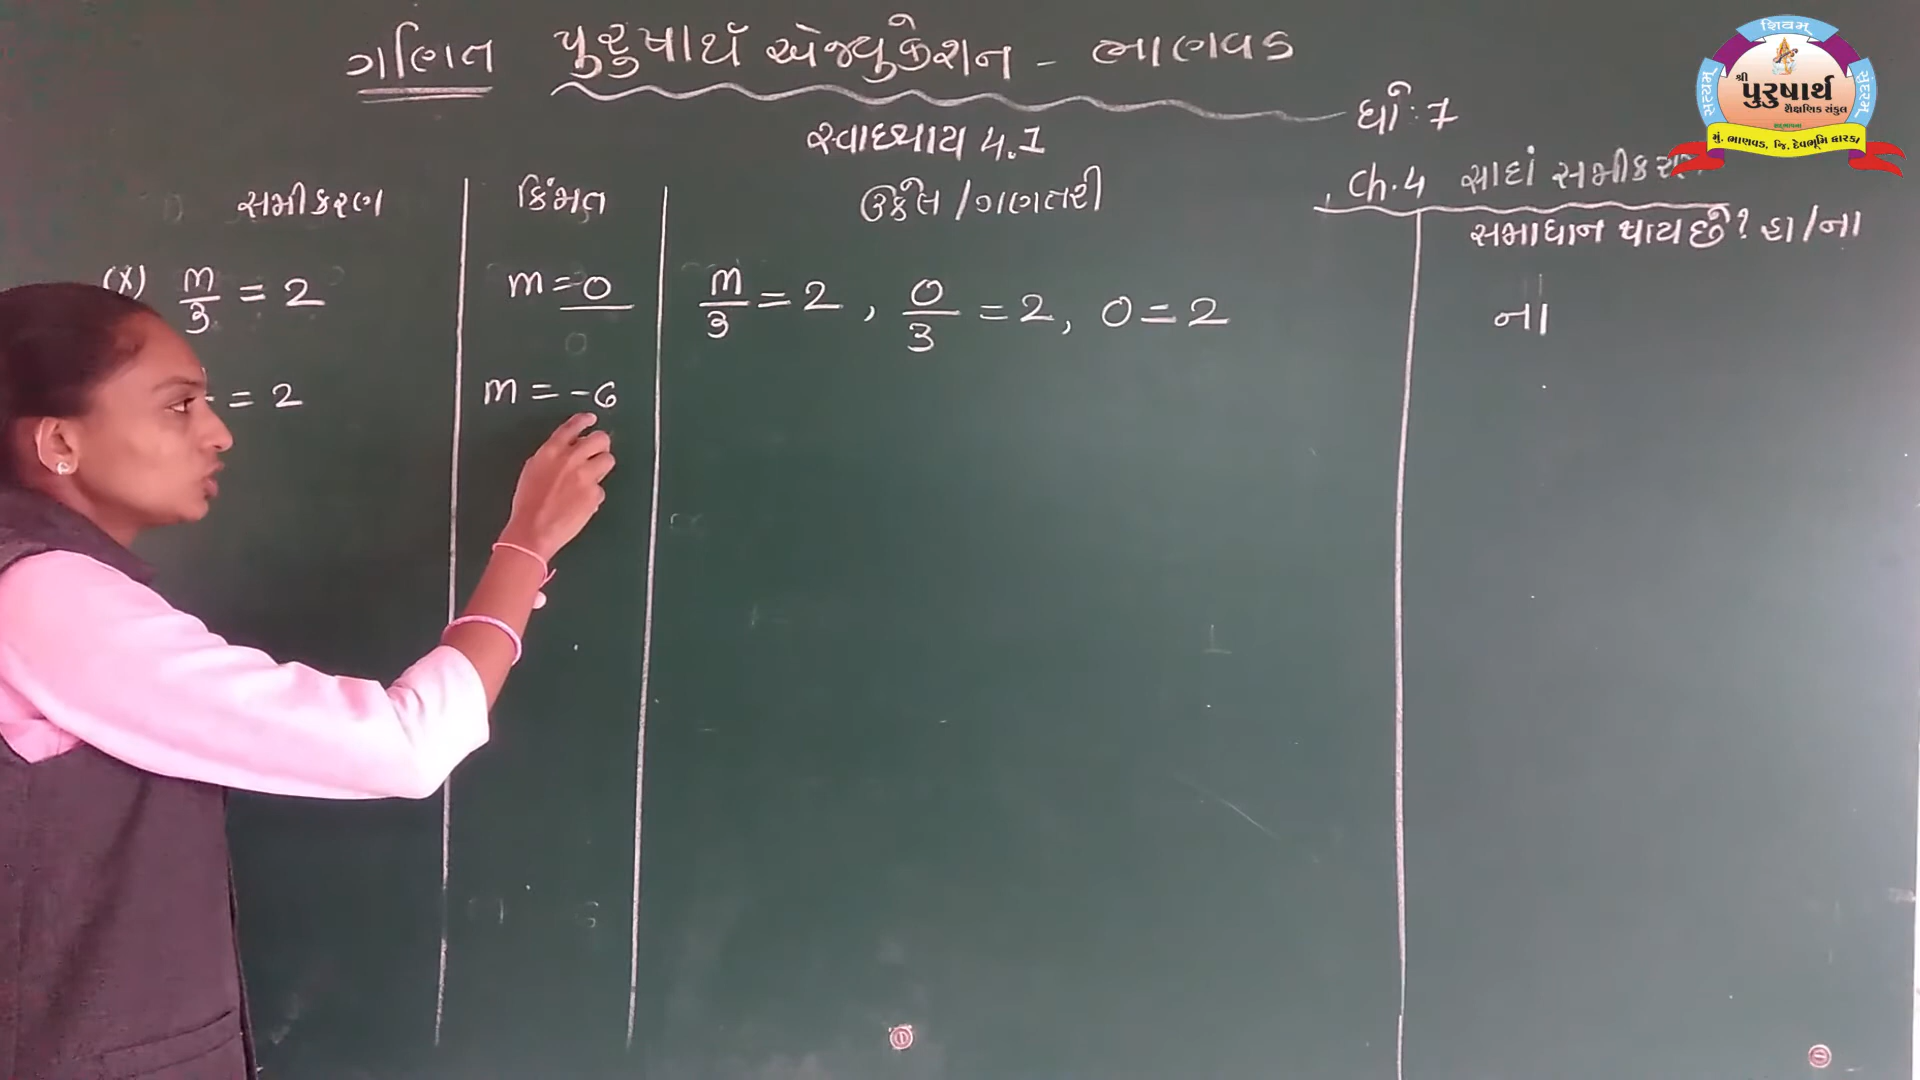 ગણિત પુરુષાર્થ એજ્યુકેશન - ભાણવડ
ધો : 7
સ્વાધ્યાય 4.1
Ch. 4 સાદાં સમીકરણ
સમીકરણ કિંમત ઉકેલ / ગણતરી સમાધાન થાય છે? હા / ના
(x) m/3 = 2 m = 0 m/3 = 2 , 0/3 = 2, 0 = 2 ના
= 2 m = -6
શિવમ્
સત્યમ્
સુંદરમ્
શ્રી
પુરુષાર્થ
શૈક્ષણિક સંકુલ
મું. ભાણવડ, જિ. દેવભૂમિ દ્વારકા